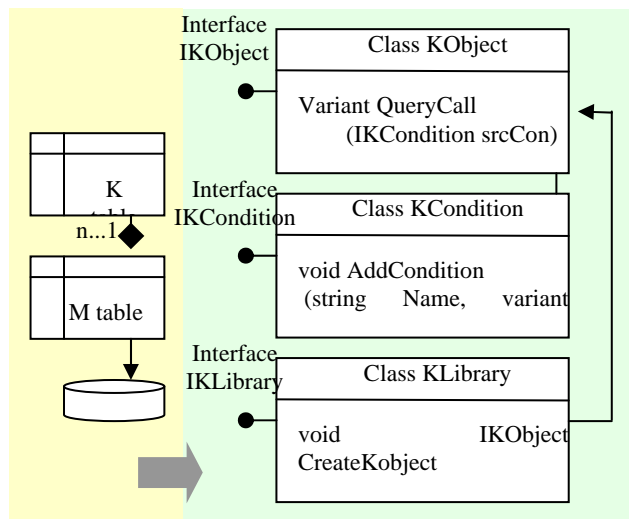 Interface
IKObject
Class KObject
Variant QueryCall
(IKCondition srcCon)
K
n...1
M table
Interface
IKCondition
Class KCondition
void AddCondition
(string Name, variant
Interface
IKLibrary
Class KLibrary
void IKObject
CreateKobject